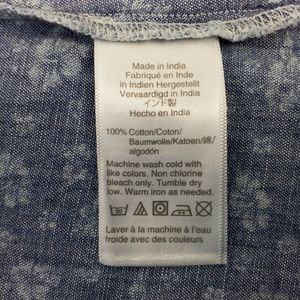 Made in India
Fabriqué en Inde
in Indien Hergestellt
Vervaardigd in India
インド製
Hecho en India
100% Cotton/Coton/
Baumwolle/Katoen/綿/
algodón
Machine wash cold with
like colors. Non chlorine
bleach only. Tumble dry
low. Warm iron as needed.
Laver à la machine à l'eau
froide avec des couleurs